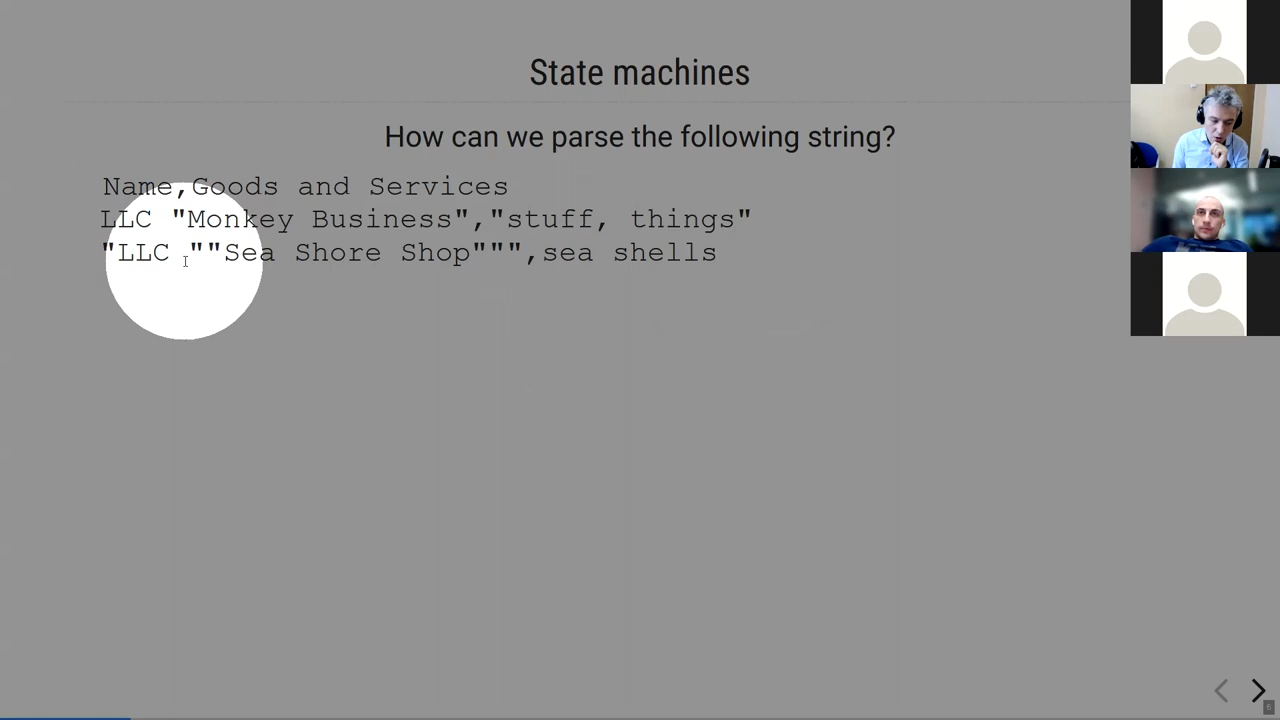 State machines
How can we parse the following string?
Name,Goods and Services
LLC "Monkey Business","stuff, things"
"LLC ""Sea Shore Shop""",sea shells
6